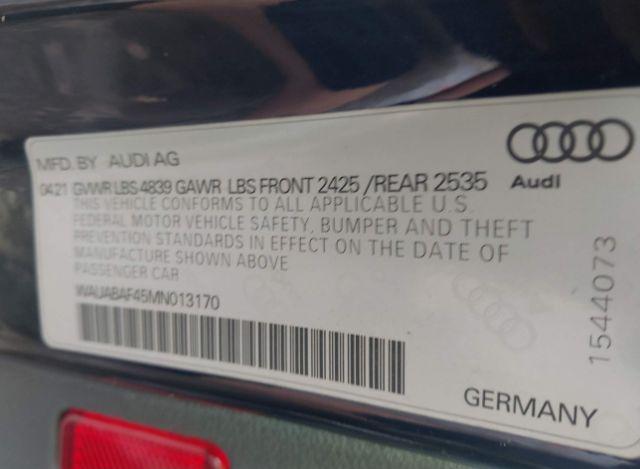 MFD. BY AUDI AG
04.21 GVWR LBS 4839 GAWR LBS FRONT 2425 / REAR 2535
THIS VEHICLE CONFORMS TO ALL APPLICABLE U.S.
FEDERAL MOTOR VEHICLE SAFETY, BUMPER AND THEFT
PREVENTION STANDARDS IN EFFECT ON THE DATE OF
MANUFACTURE SHOWN ABOVE
PASSENGER CAR
WAUABAF45MN013170
Audi
1544073
GERMANY